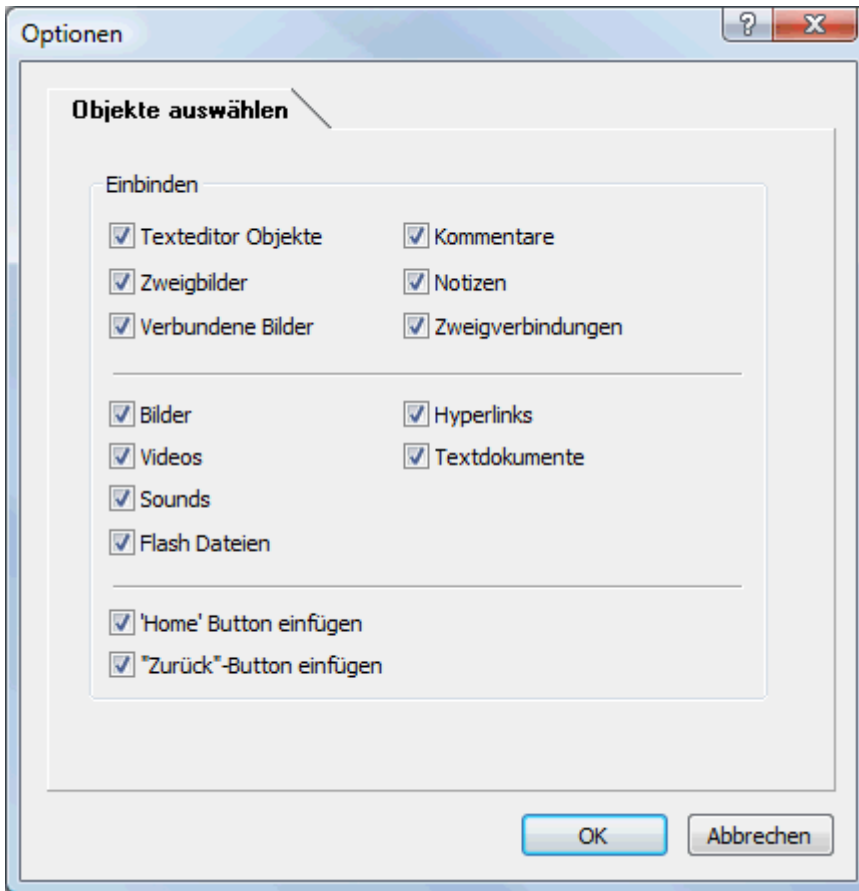 Optionen
Objekte auswählen
Einbinden
Texteditor Objekte
Kommentare
Zweigbilder
Notizen
Verbundene Bilder
Zweigverbindungen
Bilder
Hyperlinks
Videos
Textdokumente
Sounds
Flash Dateien
'Home' Button einfügen
"Zurück"-Button einfügen
OK
Abbrechen